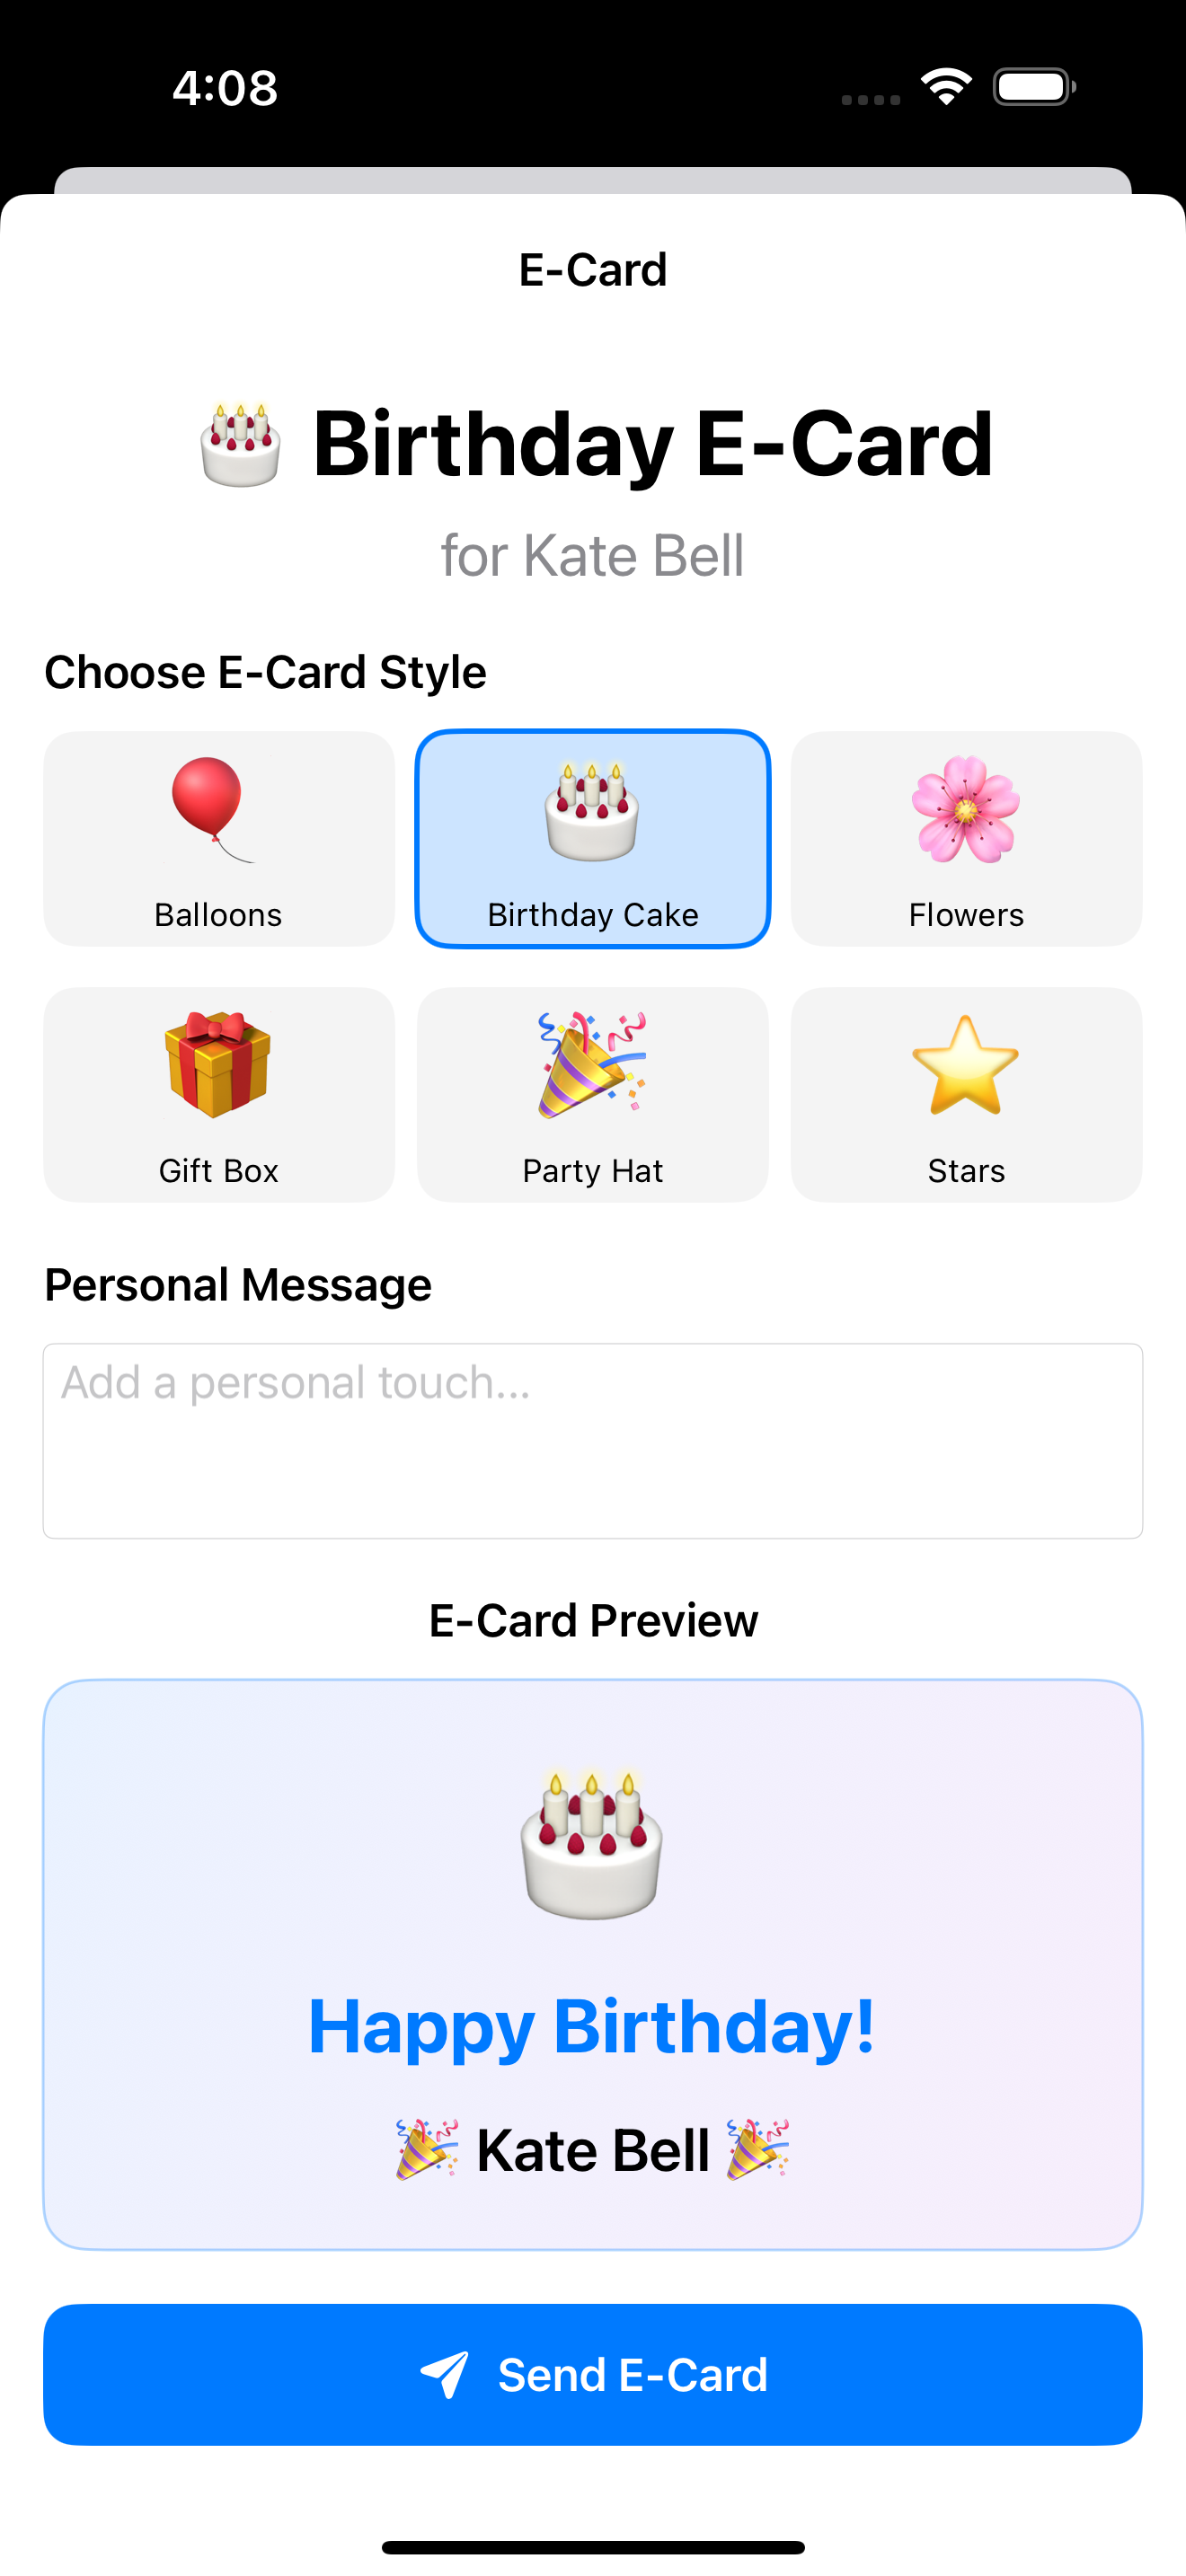 4:08
E-Card
🎂 Birthday E-Card
for Kate Bell
Choose E-Card Style
Balloons
Birthday Cake
Flowers
Gift Box
Party Hat
Stars
Personal Message
Add a personal touch...
E-Card Preview
Happy Birthday!
🎉 Kate Bell 🎉
Send E-Card